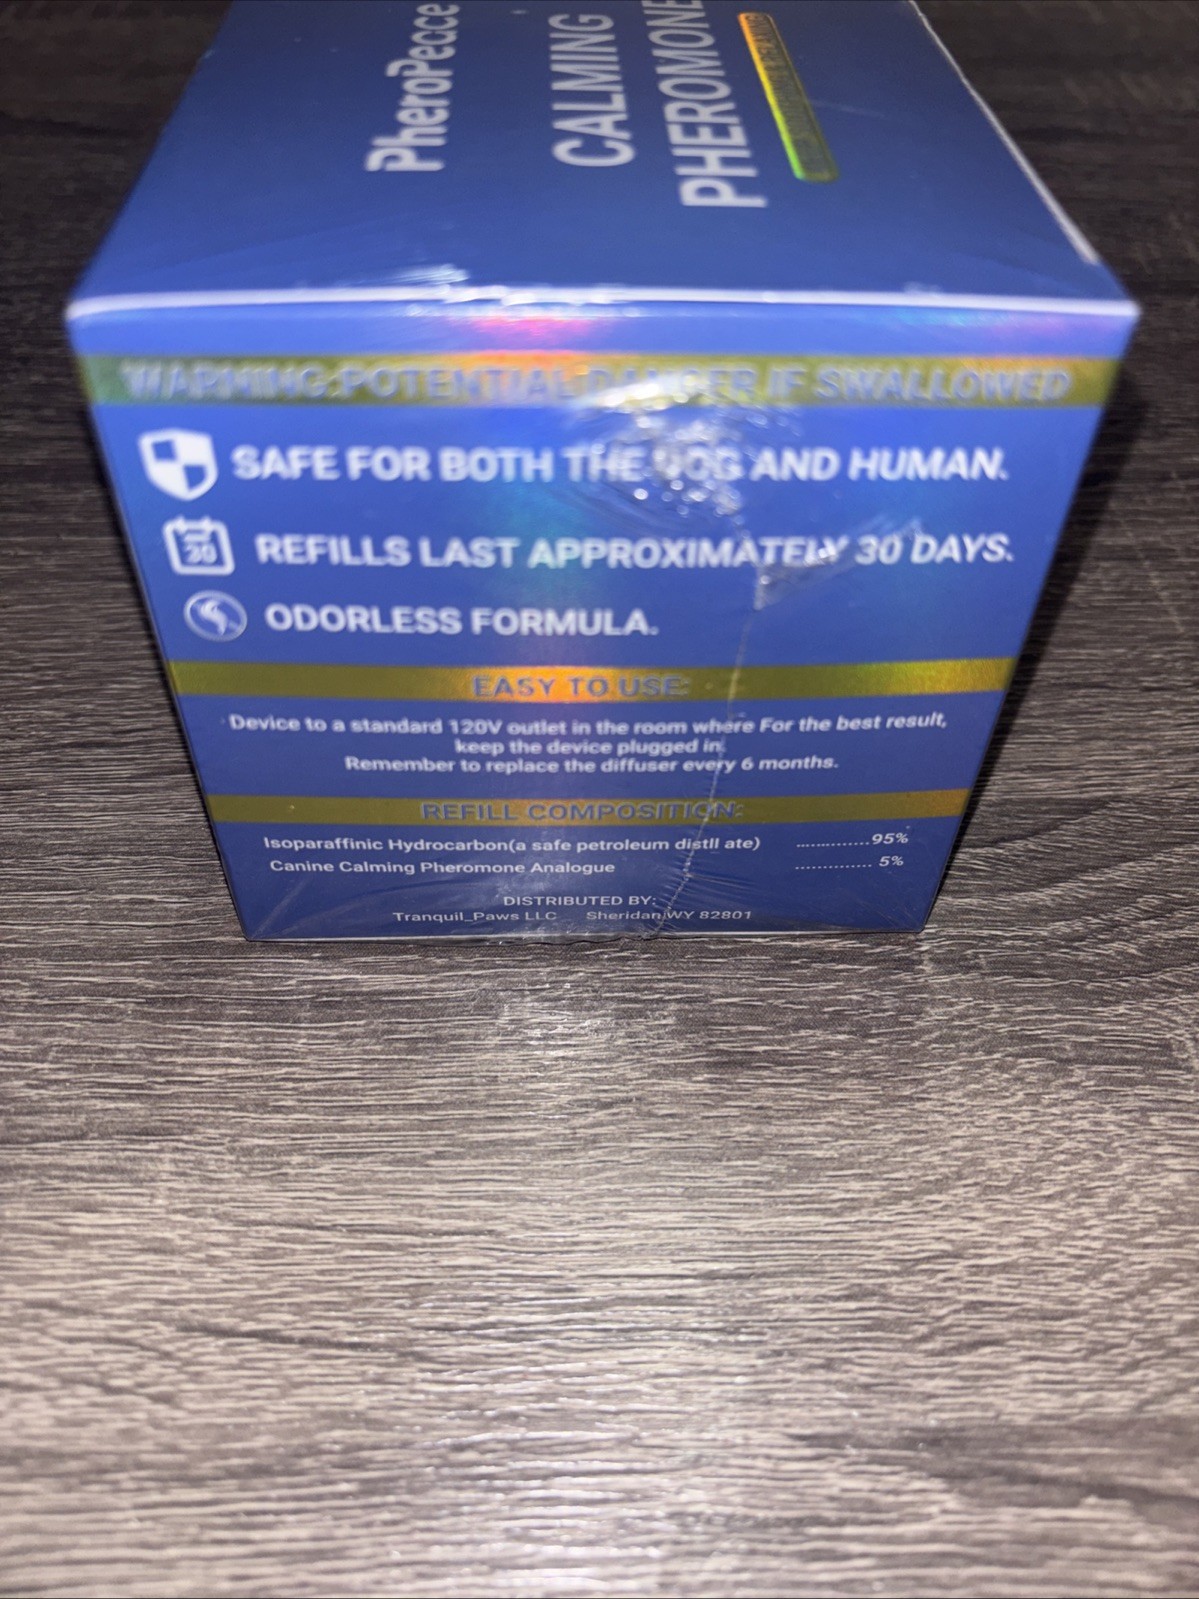 PheroPeace
CALMING
PHEROMONE
WARNING:POTENTIAL DANGER IF SWALLOWED
SAFE FOR BOTH THE DOG AND HUMAN.
30
REFILLS LAST APPROXIMATELY 30 DAYS.
ODORLESS FORMULA.
EASY TO USE:
Device to a standard 120V outlet in the room where For the best result,
keep the device plugged in.
Remember to replace the diffuser every 6 months.
REFILL COMPOSITION:
Isoparaffinic Hydrocarbon(a safe petroleum distll ate) ..............95%
Canine Calming Pheromone Analogue .............. 5%
DISTRIBUTED BY:
Tranquil_Paws LLC Sheridan WY 82801